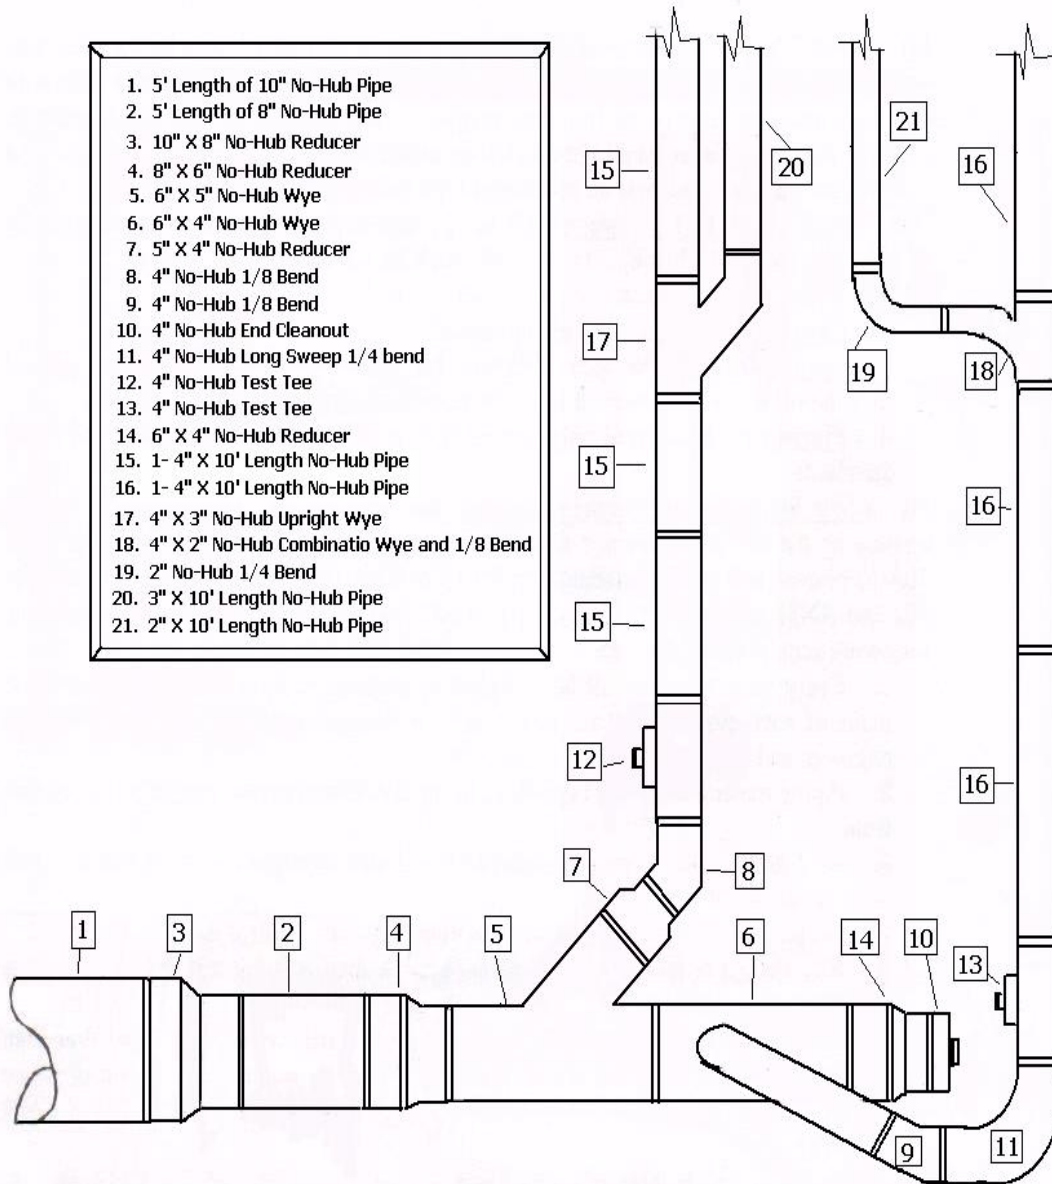 1. 5' Length of 10" No-Hub Pipe
2. 5' Length of 8" No-Hub Pipe
3. 10" X 8" No-Hub Reducer
4. 8" X 6" No-Hub Reducer
5. 6" X 5" No-Hub Wye
6. 6" X 4" No-Hub Wye
7. 5" X 4" No-Hub Reducer
8. 4" No-Hub 1/8 Bend
9. 4" No-Hub 1/8 Bend
10. 4" No-Hub End Cleanout
11. 4" No-Hub Long Sweep 1/4 bend
12. 4" No-Hub Test Tee
13. 4" No-Hub Test Tee
14. 6" X 4" No-Hub Reducer
15. 1- 4" X 10' Length No-Hub Pipe
16. 1- 4" X 10' Length No-Hub Pipe
17. 4" X 3" No-Hub Upright Wye
18. 4" X 2" No-Hub Combinatio Wye and 1/8 Bend
19. 2" No-Hub 1/4 Bend
20. 3" X 10' Length No-Hub Pipe
21. 2" X 10' Length No-Hub Pipe
21
15
20
16
17
19
18
15
16
15
12
16
7
8
1
3
2
4
5
6
14
10
13
9
11